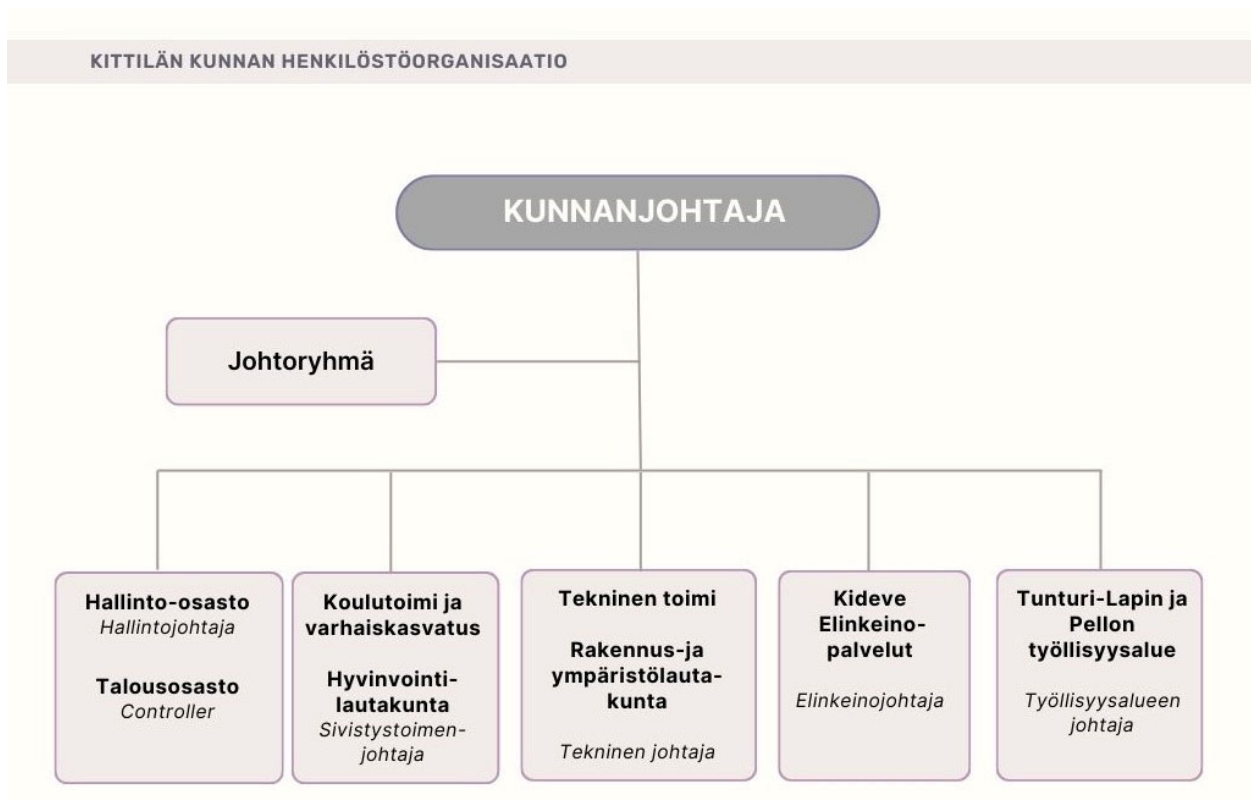 KITTILÄN KUNNAN HENKILÖSTÖORGANISAATIO
KUNNANJOHTAJA
Johtoryhmä
Hallinto-osasto
Hallintojohtaja
Talousosasto
Controller
Koulutoimi ja
varhaiskasvatus
Hyvinvointi-
lautakunta
Sivistystoimen-
johtaja
Tekninen toimi
Rakennus-ja
ympäristölauta-
kunta
Tekninen johtaja
Kideve
Elinkeino-
palvelut
Elinkeinojohtaja
Tunturi-Lapin ja
Pellon
työllisyysalue
Työllisyysalueen
johtaja